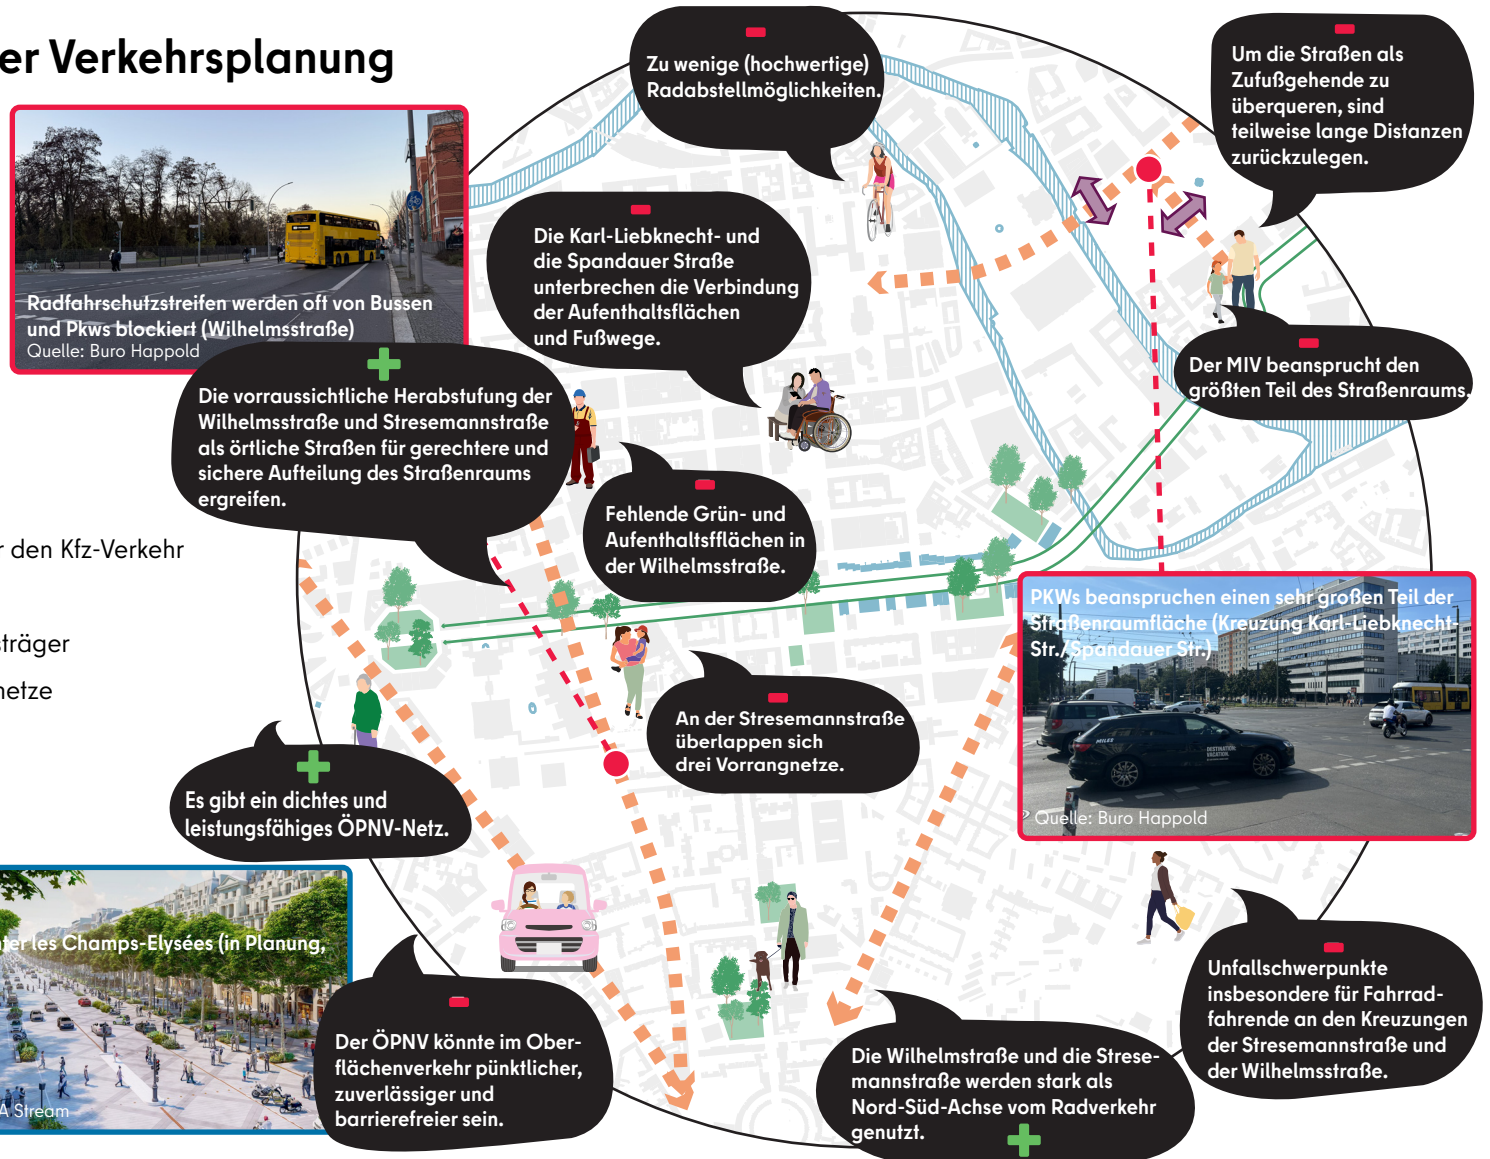 er Verkehrsplanung
Radfahrschutzstreifen werden oft von Bussen
und Pkws blockiert (Wilhelmsstraße)
Quelle: Buro Happold
Zu wenige (hochwertige)
Radabstellmöglichkeiten.
Um die Straßen als
Zufußgehende zu
überqueren, sind
teilweise lange Distanzen
zurückzulegen.
Die Karl-Liebknecht- und
die Spandauer Straße
unterbrechen die Verbindung
der Aufenthaltsflächen
und Fußwege.
Der MIV beansprucht den
größten Teil des Straßenraums.
Die vorraussichtliche Herabstufung der
Wilhelmsstraße und Stresemannstraße
als örtliche Straßen für gerechtere und
sichere Aufteilung des Straßenraums
ergreifen.
Fehlende Grün- und
Aufenthaltsfflächen in
der Wilhelmsstraße.
r den Kfz-Verkehr
sträger
netze
PKWs beanspruchen einen sehr großen Teil der
Straßenraumfläche (Kreuzung Karl-Liebknecht-
Str./Spandauer Str.)
MILES
DESTINATION:
VACATION.
Quelle: Buro Happold
An der Stresemannstraße
überlappen sich
drei Vorrangnetze.
Es gibt ein dichtes und
leistungsfähiges ÖPNV-Netz.
nter les Champs-Elysées (in Planung,
A Stream
Der ÖPNV könnte im Ober-
flächenverkehr pünktlicher,
zuverlässiger und
barrierefreier sein.
Die Wilhelmstraße und die Strese-
mannstraße werden stark als
Nord-Süd-Achse vom Radverkehr
genutzt.
Unfallschwerpunkte
insbesondere für Fahrrad-
fahrende an den Kreuzungen
der Stresemannstraße und
der Wilhelmsstraße.